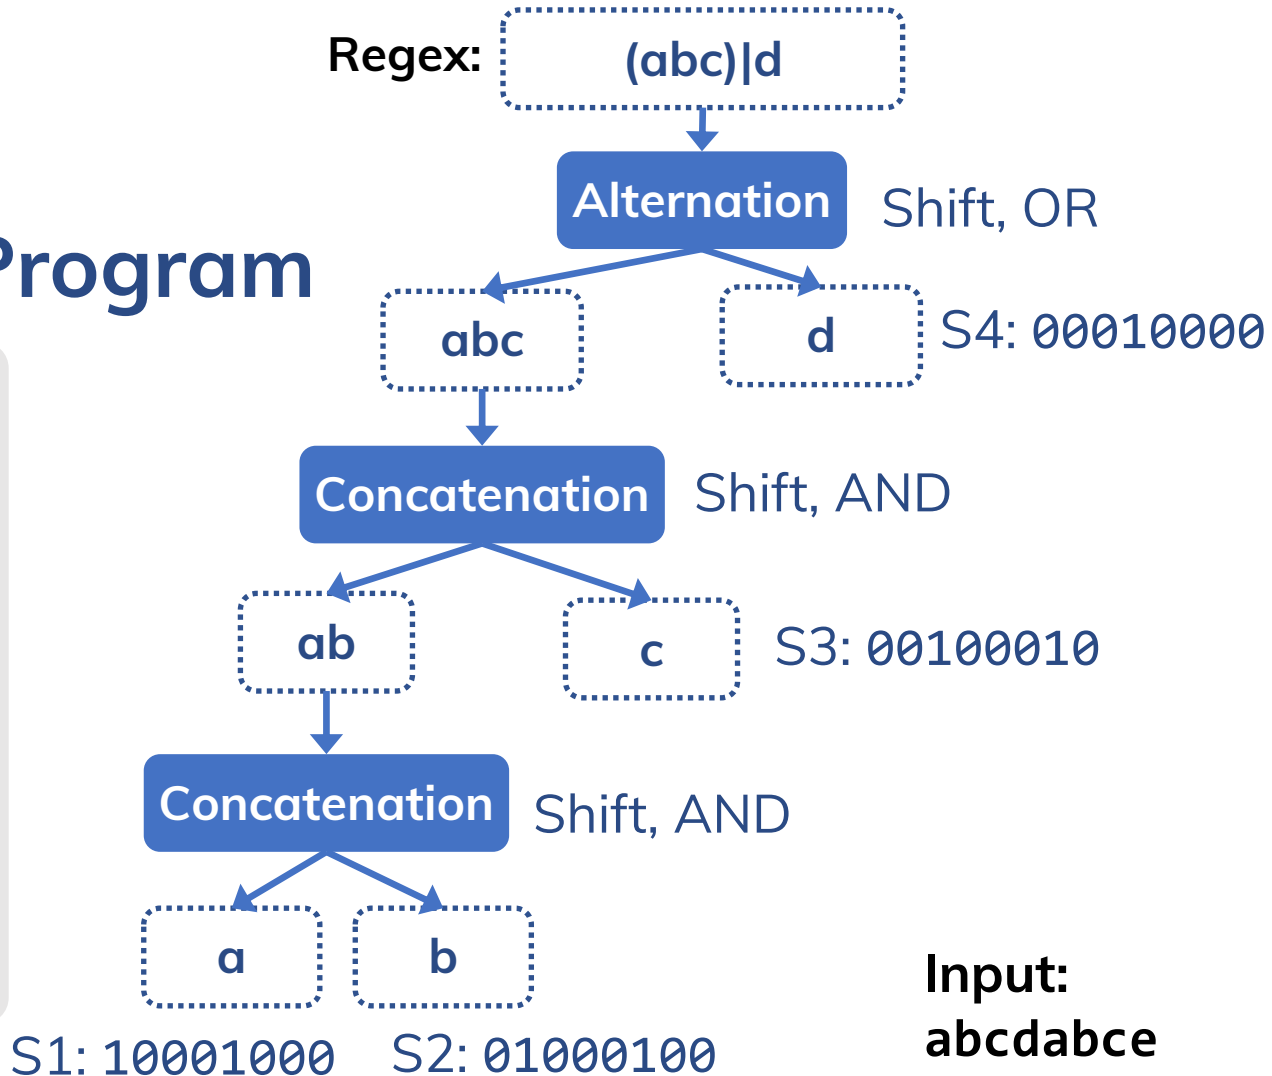 Regex:
(abc)|d
Alternation
Shift, OR
Program
abc
d
S4: 00010000
Concatenation
Shift, AND
ab
c
S3: 00100010
Concatenation
Shift, AND
a
b
S1: 10001000
S2: 01000100
Input:
abcdabce